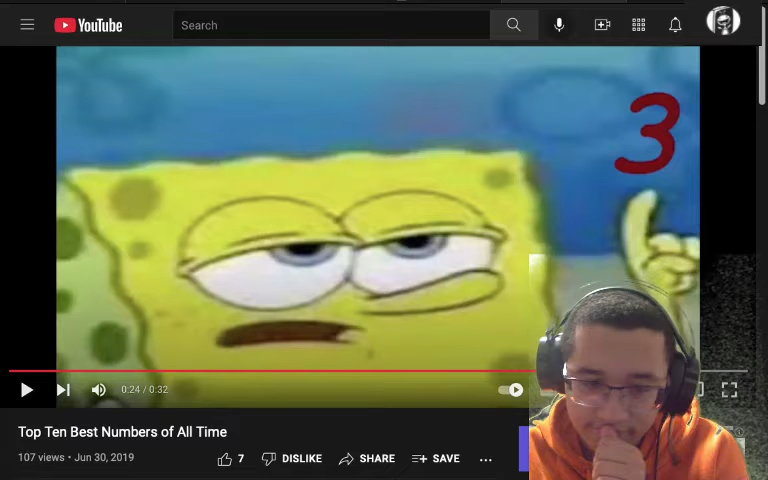 YouTube
Search
3
0:24 / 0:32
Top Ten Best Numbers of All Time
107 views • Jun 30, 2019
7 DISLIKE SHARE SAVE ...